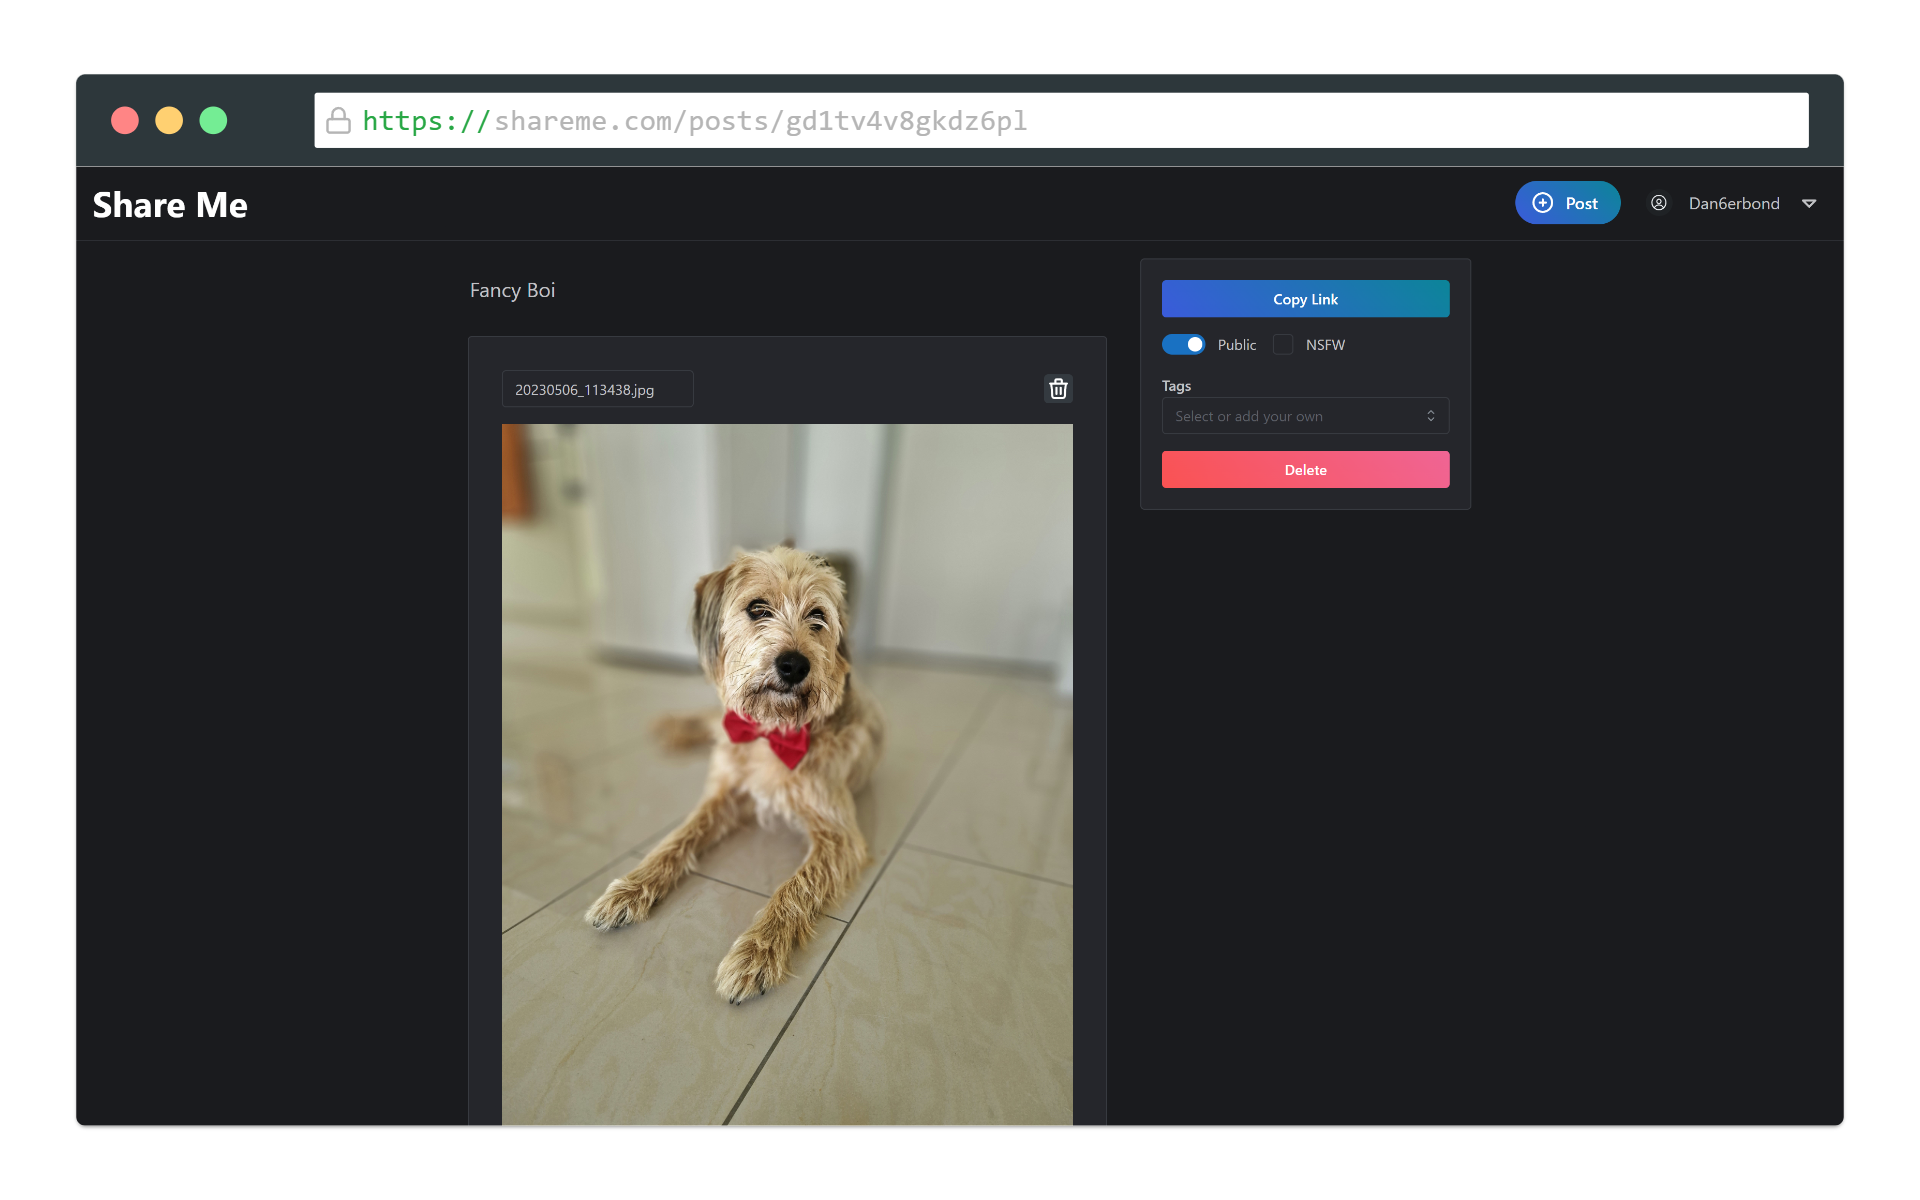 https://shareme.com/posts/gd1tv4v8gkdz6pl
Share Me
Post
Dan6erbond
Fancy Boi
Copy Link
Public
NSFW
20230506_113438.jpg
Tags
Select or add your own
Delete